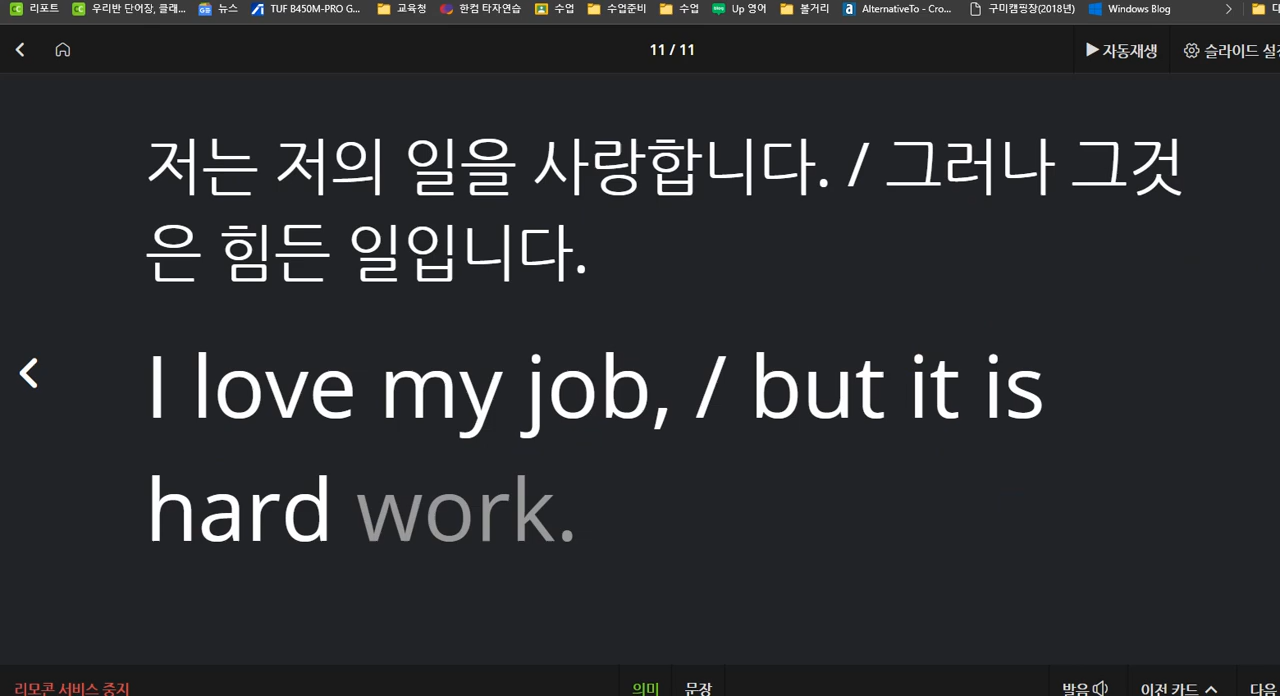 리포트 우리반 단어장, 클래... 뉴스 TUF B450M-PRO G... 교육청 한컴 타자연습 수업 수업준비 수업 Up 영어 볼거리 AlternativeTo - Cro... 구미캠핑장(2018년) Windows Blog
11 / 11 자동재생 슬라이드 설정
저는 저의 일을 사랑합니다. / 그러나 그것
은 힘든 일입니다.
I love my job, / but it is
hard work.
리모콘 서비스 중지 의미 문장 발음 이전 카드 다음